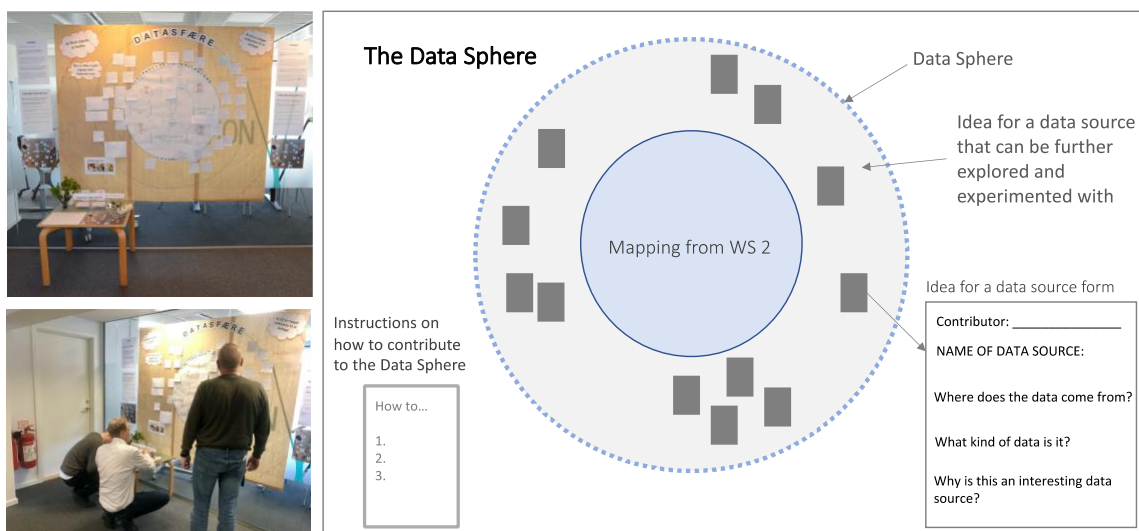 DATASFÆRE
DATASFÆRE
The Data Sphere
Data Sphere
Idea for a data source
that can be further
explored and
experimented with
Mapping from WS 2
Instructions on
how to contribute
to the Data Sphere
How to...
1.
2.
3.
Idea for a data source form
Contributor: _______________
NAME OF DATA SOURCE:
Where does the data come from?
What kind of data is it?
Why is this an interesting data
source?